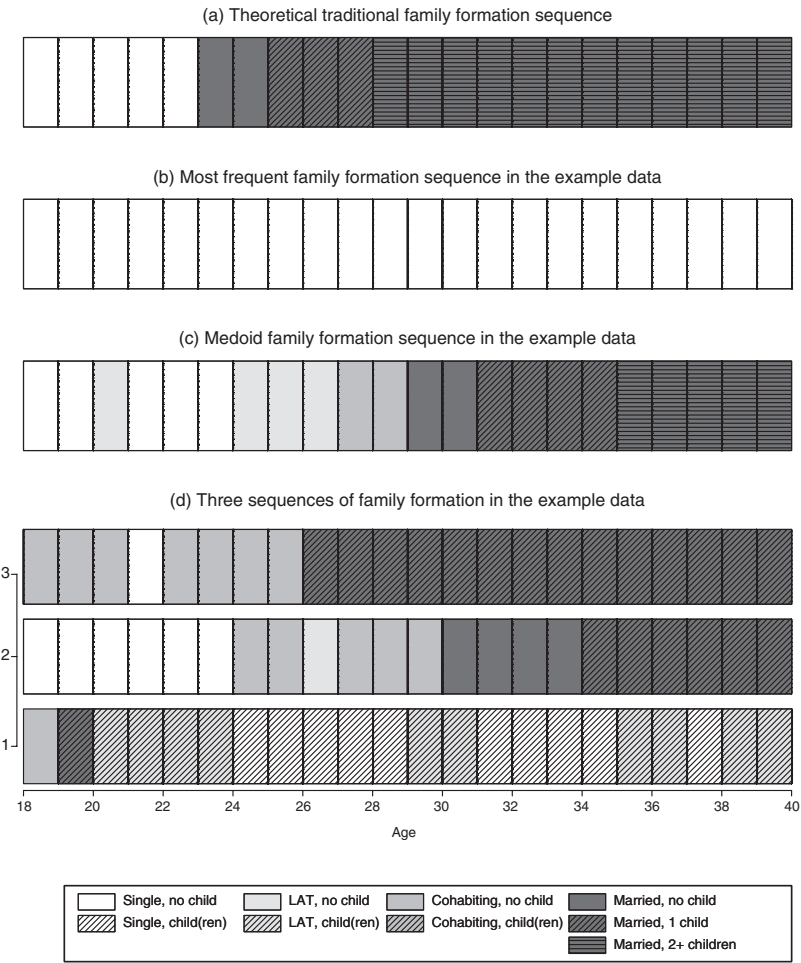 (a) Theoretical traditional family formation sequence
(b) Most frequent family formation sequence in the example data
(c) Medoid family formation sequence in the example data
(d) Three sequences of family formation in the example data
3
2
1
18 20 22 24 26 28 30 32 34 36 38 40
Age
Single, no child LAT, no child Cohabiting, no child Married, no child
Single, child(ren) LAT, child(ren) Cohabiting, child(ren) Married, 1 child
Married, 2+ children